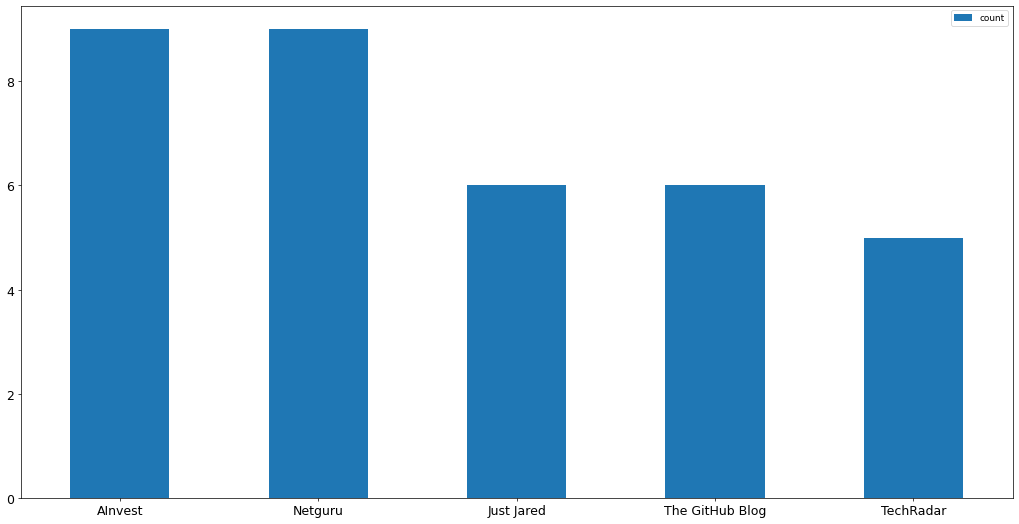 count
8
6
4
2
0
AInvest
Netguru
Just Jared
The GitHub Blog
TechRadar